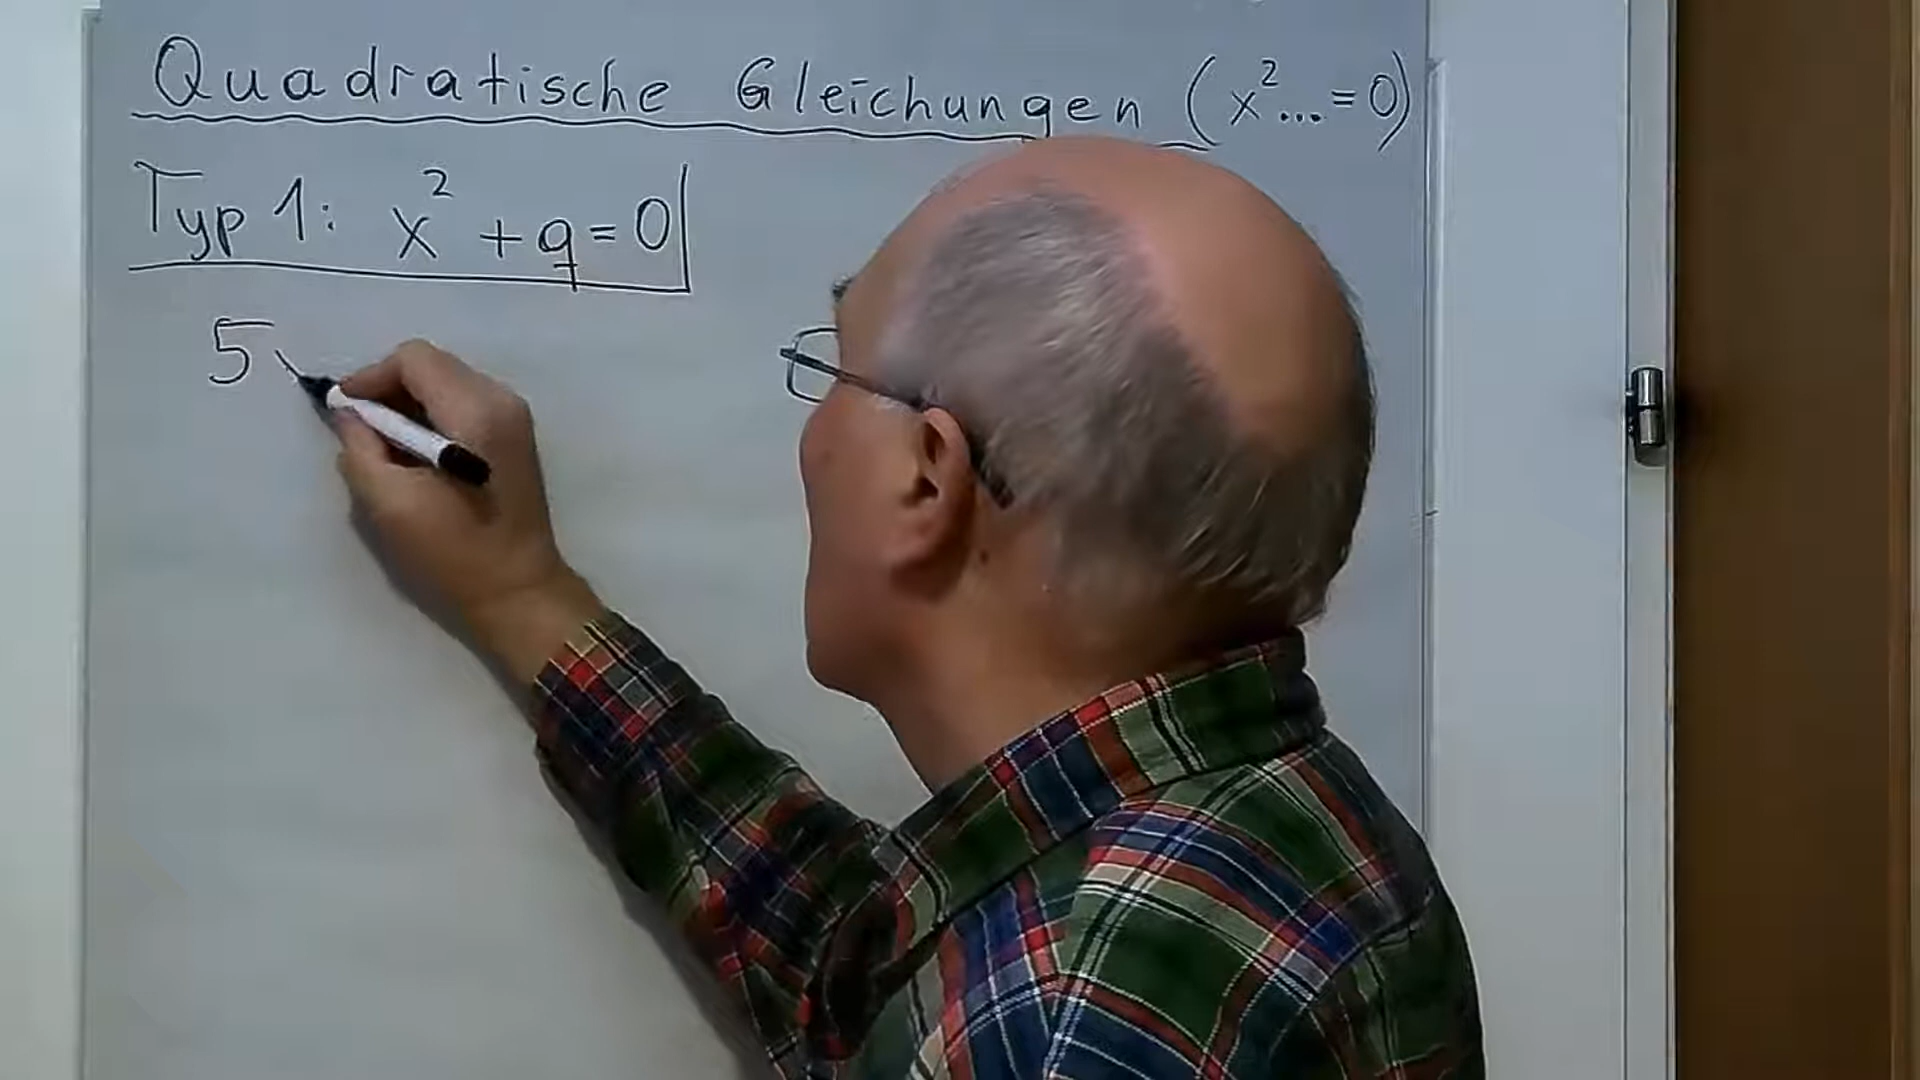 Quadratische Gleichungen (x²...=0)
Typ 1: x² +q=0
5